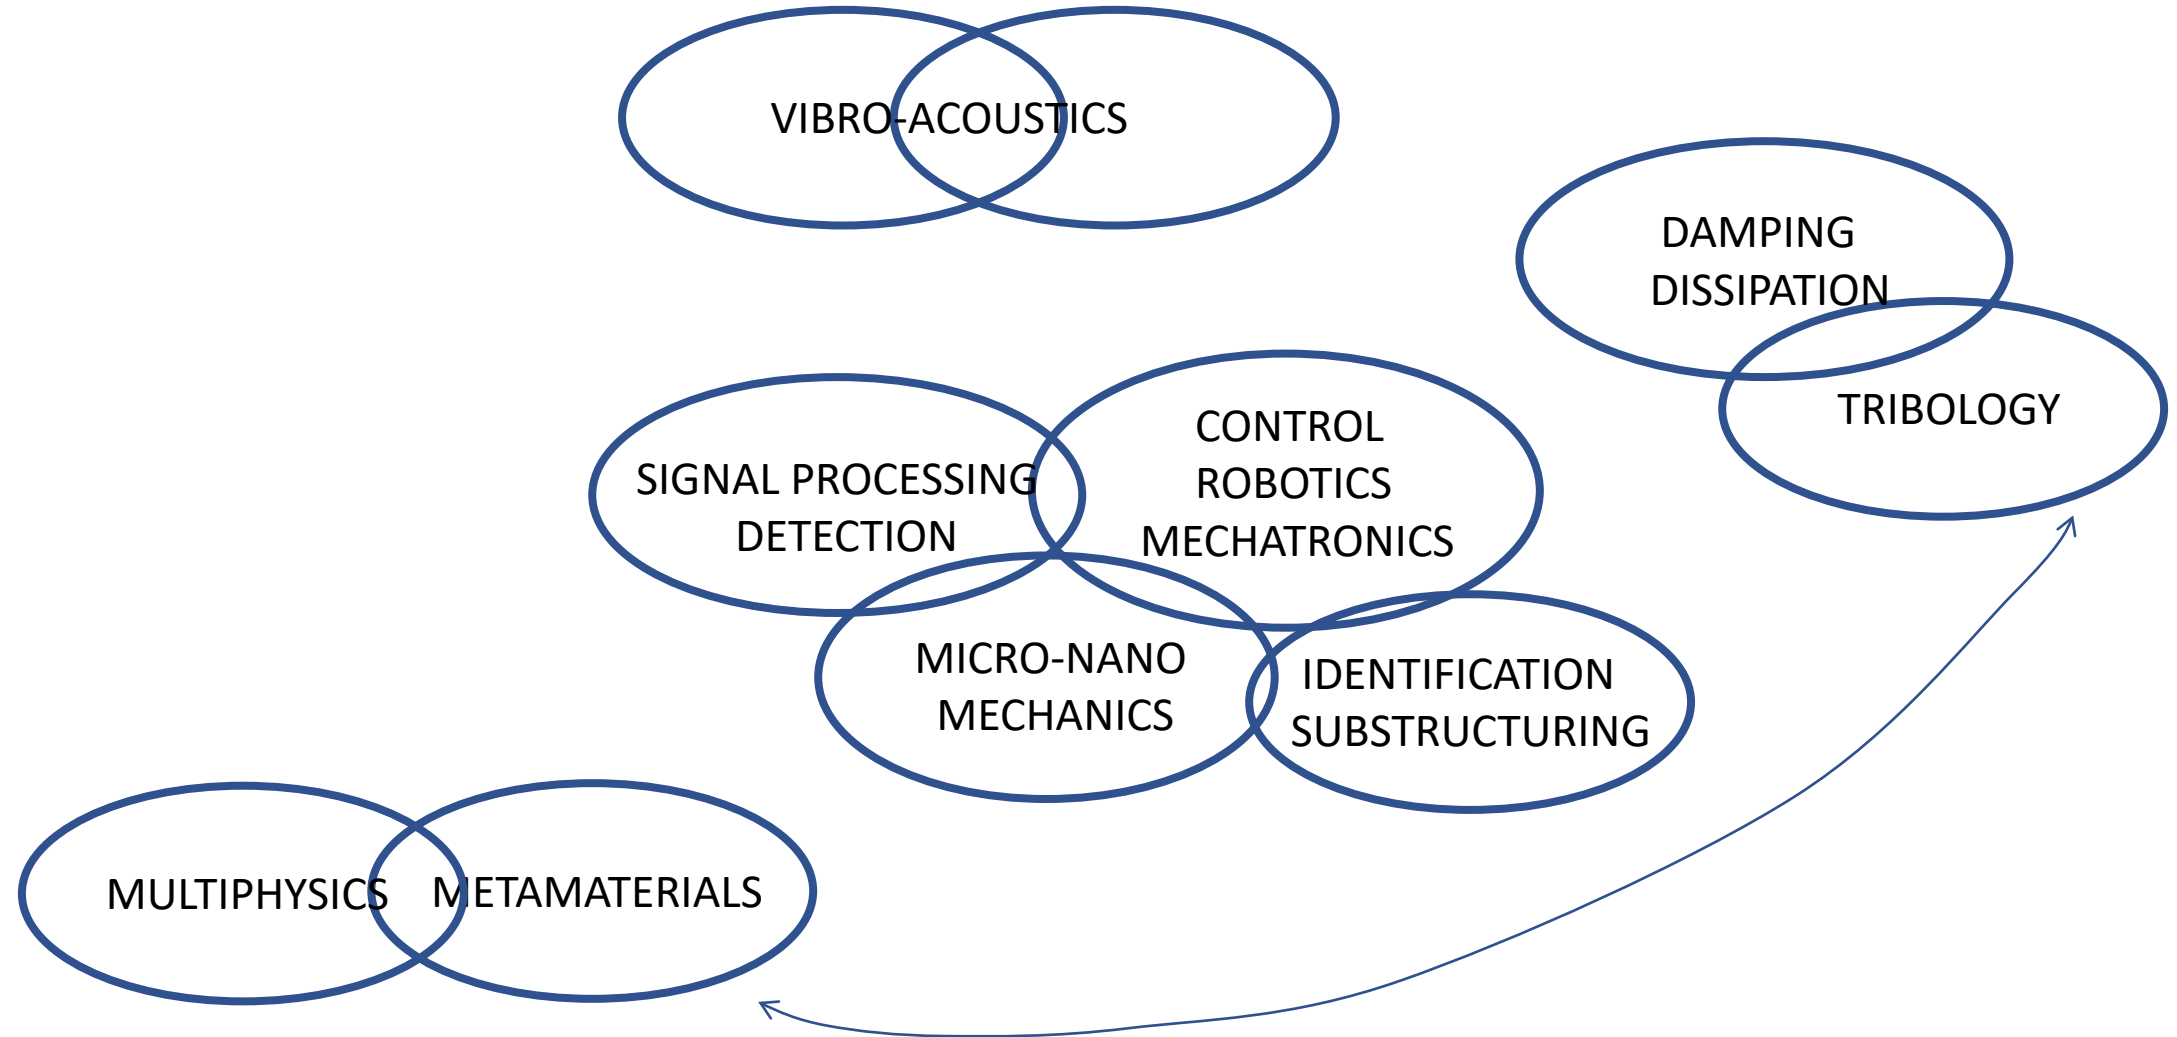 VIBRO-ACOUSTICS
DAMPING
DISSIPATION
TRIBOLOGY
SIGNAL PROCESSING
DETECTION
CONTROL
ROBOTICS
MECHATRONICS
MICRO-NANO
MECHANICS
IDENTIFICATION
SUBSTRUCTURING
MULTIPHYSICS
METAMATERIALS